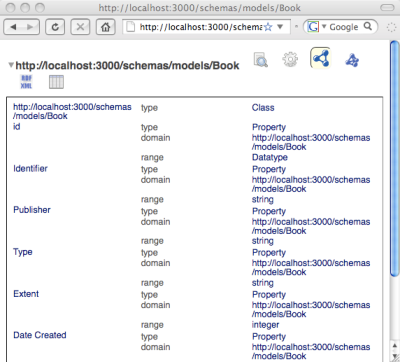 http://localhost:3000/schemas/models/Book
http://localhost:3000/schema
Google
http://localhost:3000/schemas/models/Book
RDF
XML
http://localhost:3000/schemas type Class
/models/Book
id type Property
domain http://localhost:3000/schemas
/models/Book
range Datatype
Identifier type Property
domain http://localhost:3000/schemas
/models/Book
range string
Publisher type Property
domain http://localhost:3000/schemas
/models/Book
range string
Type type Property
domain http://localhost:3000/schemas
/models/Book
range string
Extent type Property
domain http://localhost:3000/schemas
/models/Book
range integer
Date Created type Property
domain http://localhost:3000/schemas
/models/Book